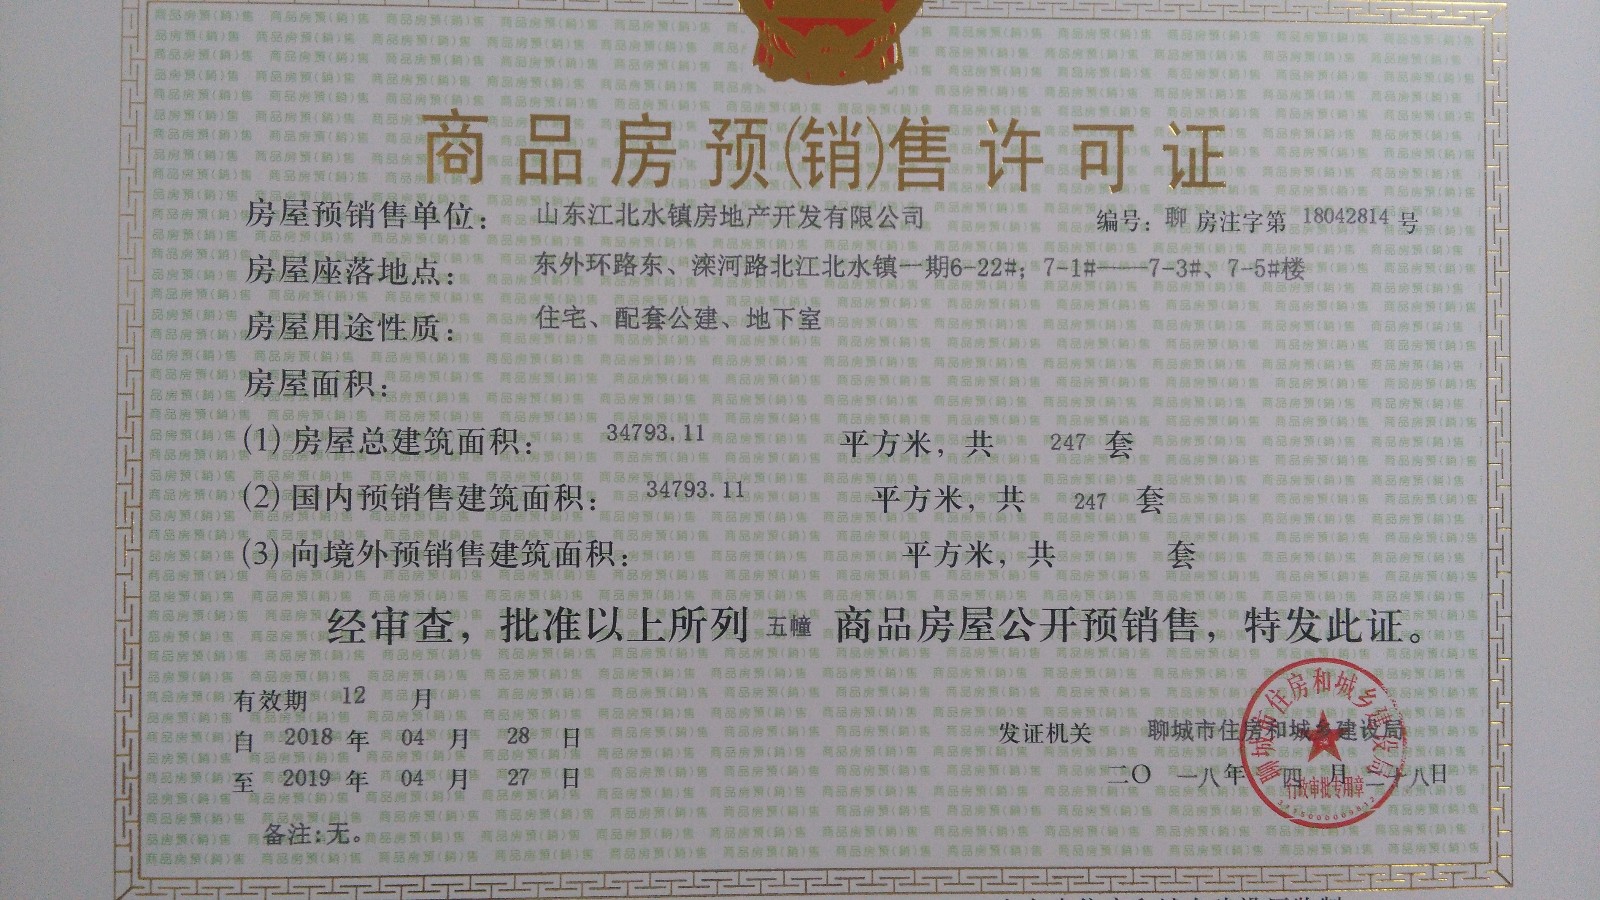 商品房预(销)售许可证
房屋预销售单位：山东江北水镇房地产开发有限公司 编号：聊房注字第 18042814 号
房屋座落地点：东外环路东、滦河路北江北水镇一期6-22#；7-1#——7-3#、7-5#楼
房屋用途性质：住宅、配套公建、地下室
房屋面积：
(1) 房屋总建筑面积：34793.11 平方米，共 247 套
(2) 国内预销售建筑面积：34793.11 平方米，共 247 套
(3) 向境外预销售建筑面积： 平方米，共 套
经审查，批准以上所列 五幢 商品房屋公开预销售，特发此证。
有效期 12 月
自 2018 年 04 月 28 日
至 2019 年 04 月 27 日
发证机关 聊城市住房和城乡建设局
二〇一八年 四 月 二十八日
备注:无。
聊城市住房和城乡建设局
行政审批专用章